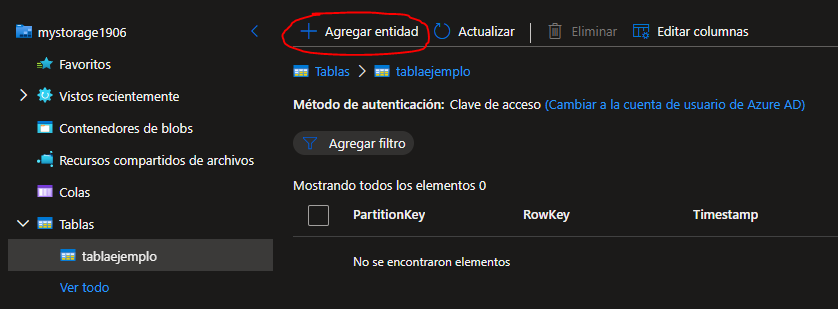 mystorage1906
Favoritos
Vistos recientemente
Contenedores de blobs
Recursos compartidos de archivos
Colas
Tablas
tablaejemplo
Ver todo
Agregar entidad
Actualizar
Eliminar
Editar columnas
Tablas > tablaejemplo
Método de autenticación: Clave de acceso (Cambiar a la cuenta de usuario de Azure AD)
Agregar filtro
Mostrando todos los elementos 0
PartitionKey RowKey Timestamp
No se encontraron elementos